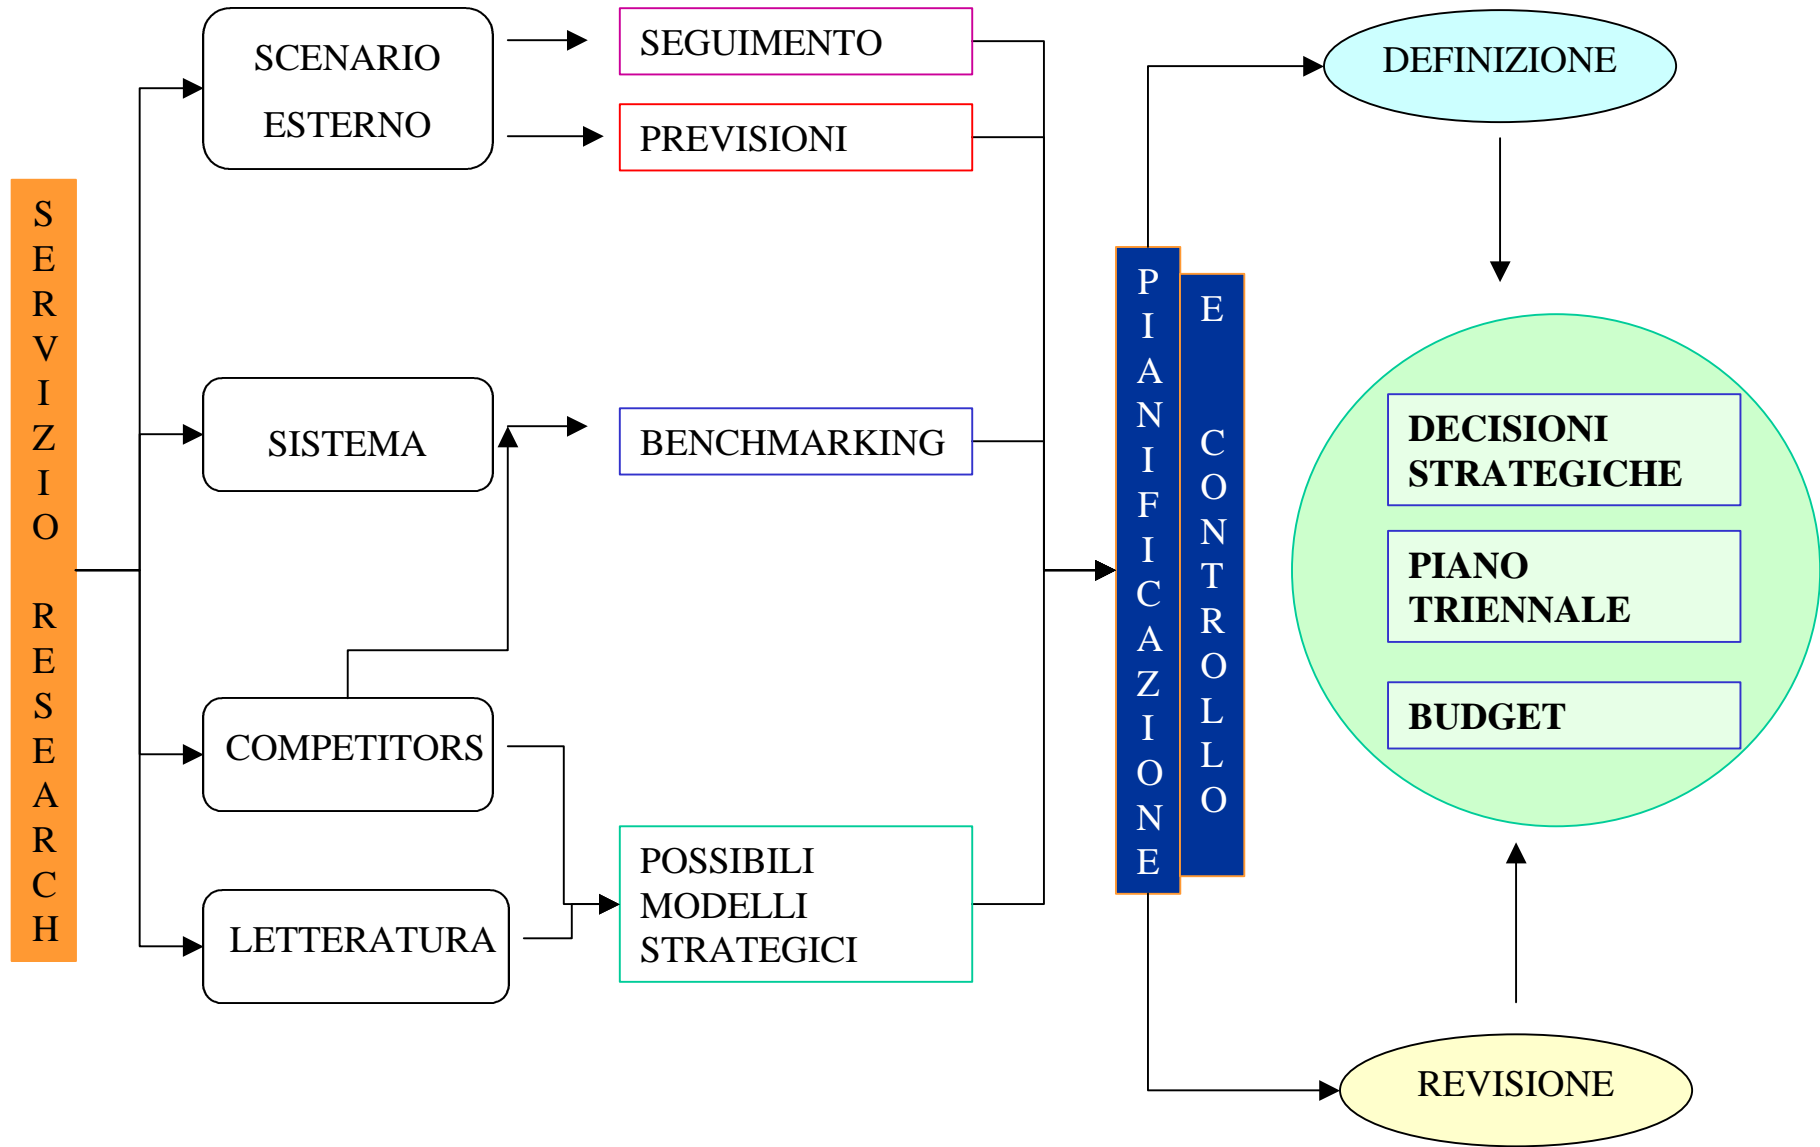 SERVIZIO RESEARCH
SCENARIO
ESTERNO
SISTEMA
COMPETITORS
LETTERATURA
SEGUIMENTO
PREVISIONI
BENCHMARKING
POSSIBILI
MODELLI
STRATEGICI
PIANIFICAZIONE
E CONTROLLO
DEFINIZIONE
DECISIONI
STRATEGICHE
PIANO
TRIENNALE
BUDGET
REVISIONE